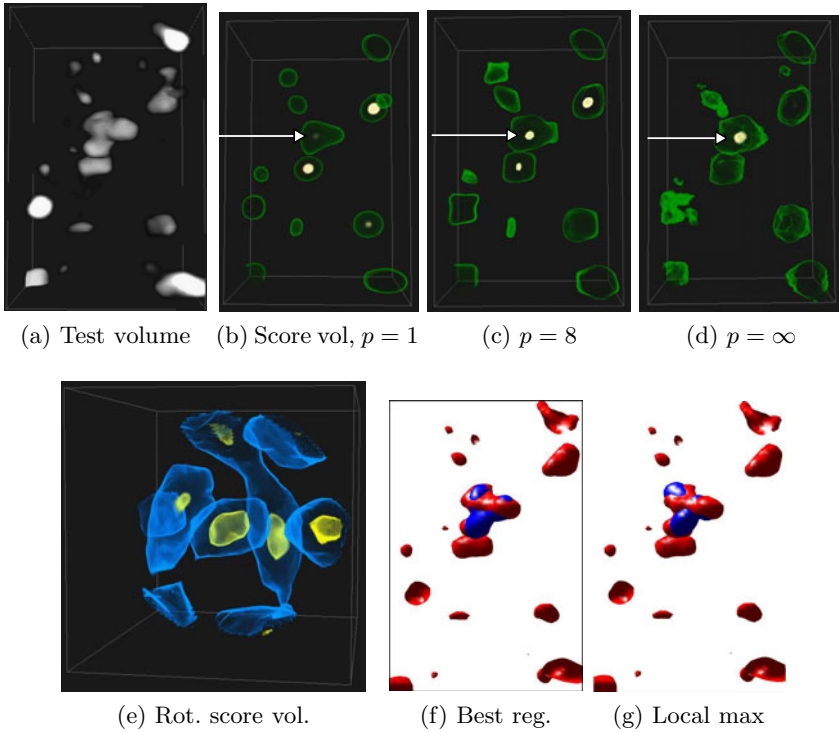 (a) Test volume
(b) Score vol, p = 1
(c) p = 8
(d) p = ∞
(e) Rot. score vol.
(f) Best reg.
(g) Local max